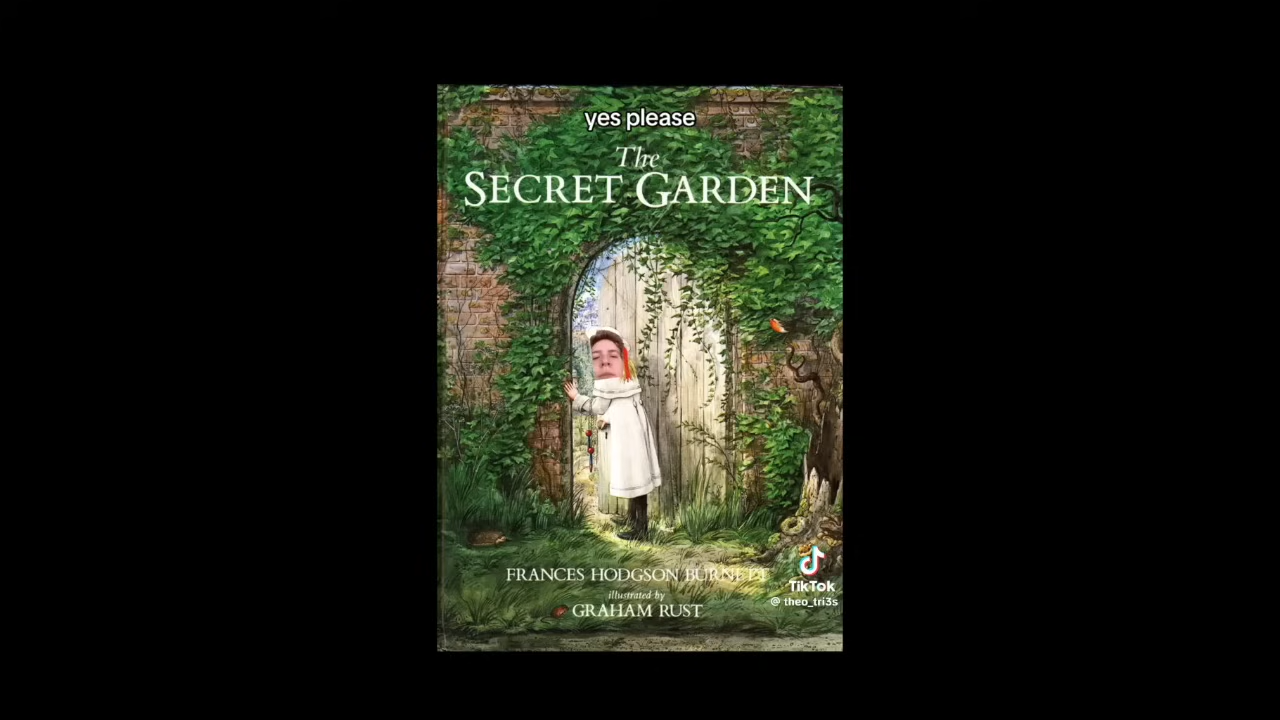 yes please
The
SECRET GARDEN
FRANCES HODGSON BURNETT
illustrated by
GRAHAM RUST
TikTok
@ theo_tri3s